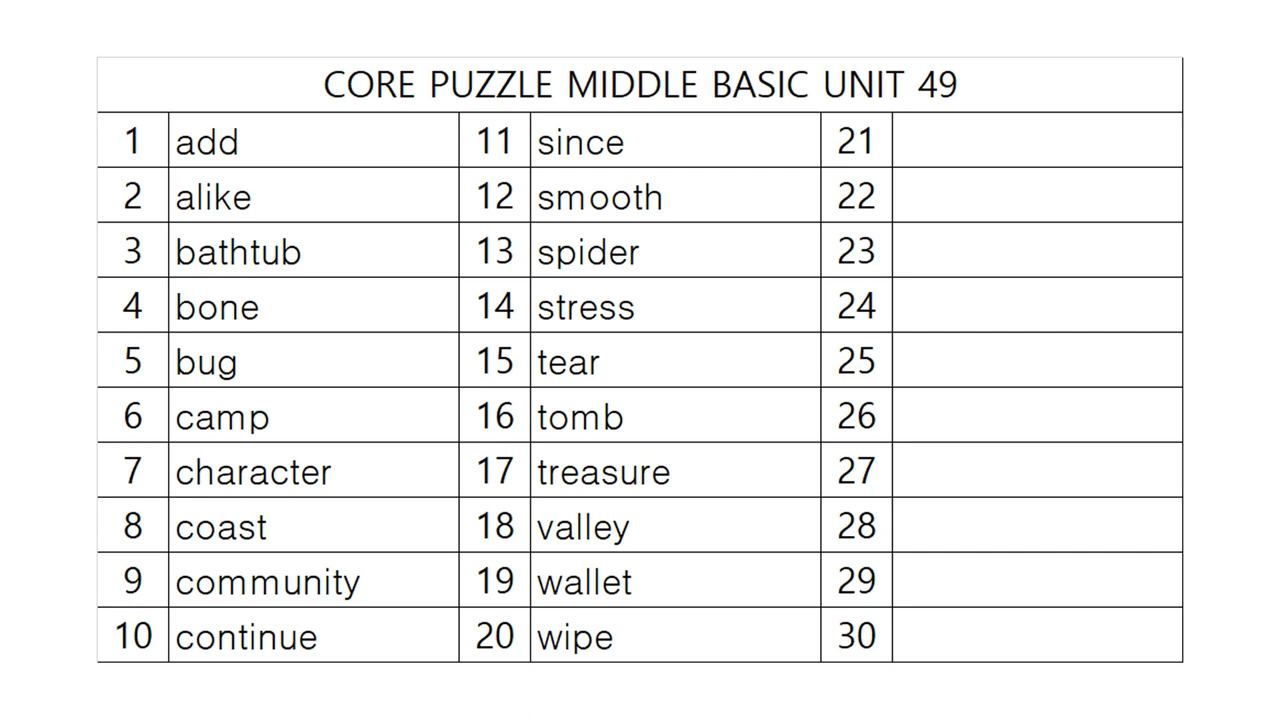 CORE PUZZLE MIDDLE BASIC UNIT 49
1 add 11 since 21
2 alike 12 smooth 22
3 bathtub 13 spider 23
4 bone 14 stress 24
5 bug 15 tear 25
6 camp 16 tomb 26
7 character 17 treasure 27
8 coast 18 valley 28
9 community 19 wallet 29
10 continue 20 wipe 30